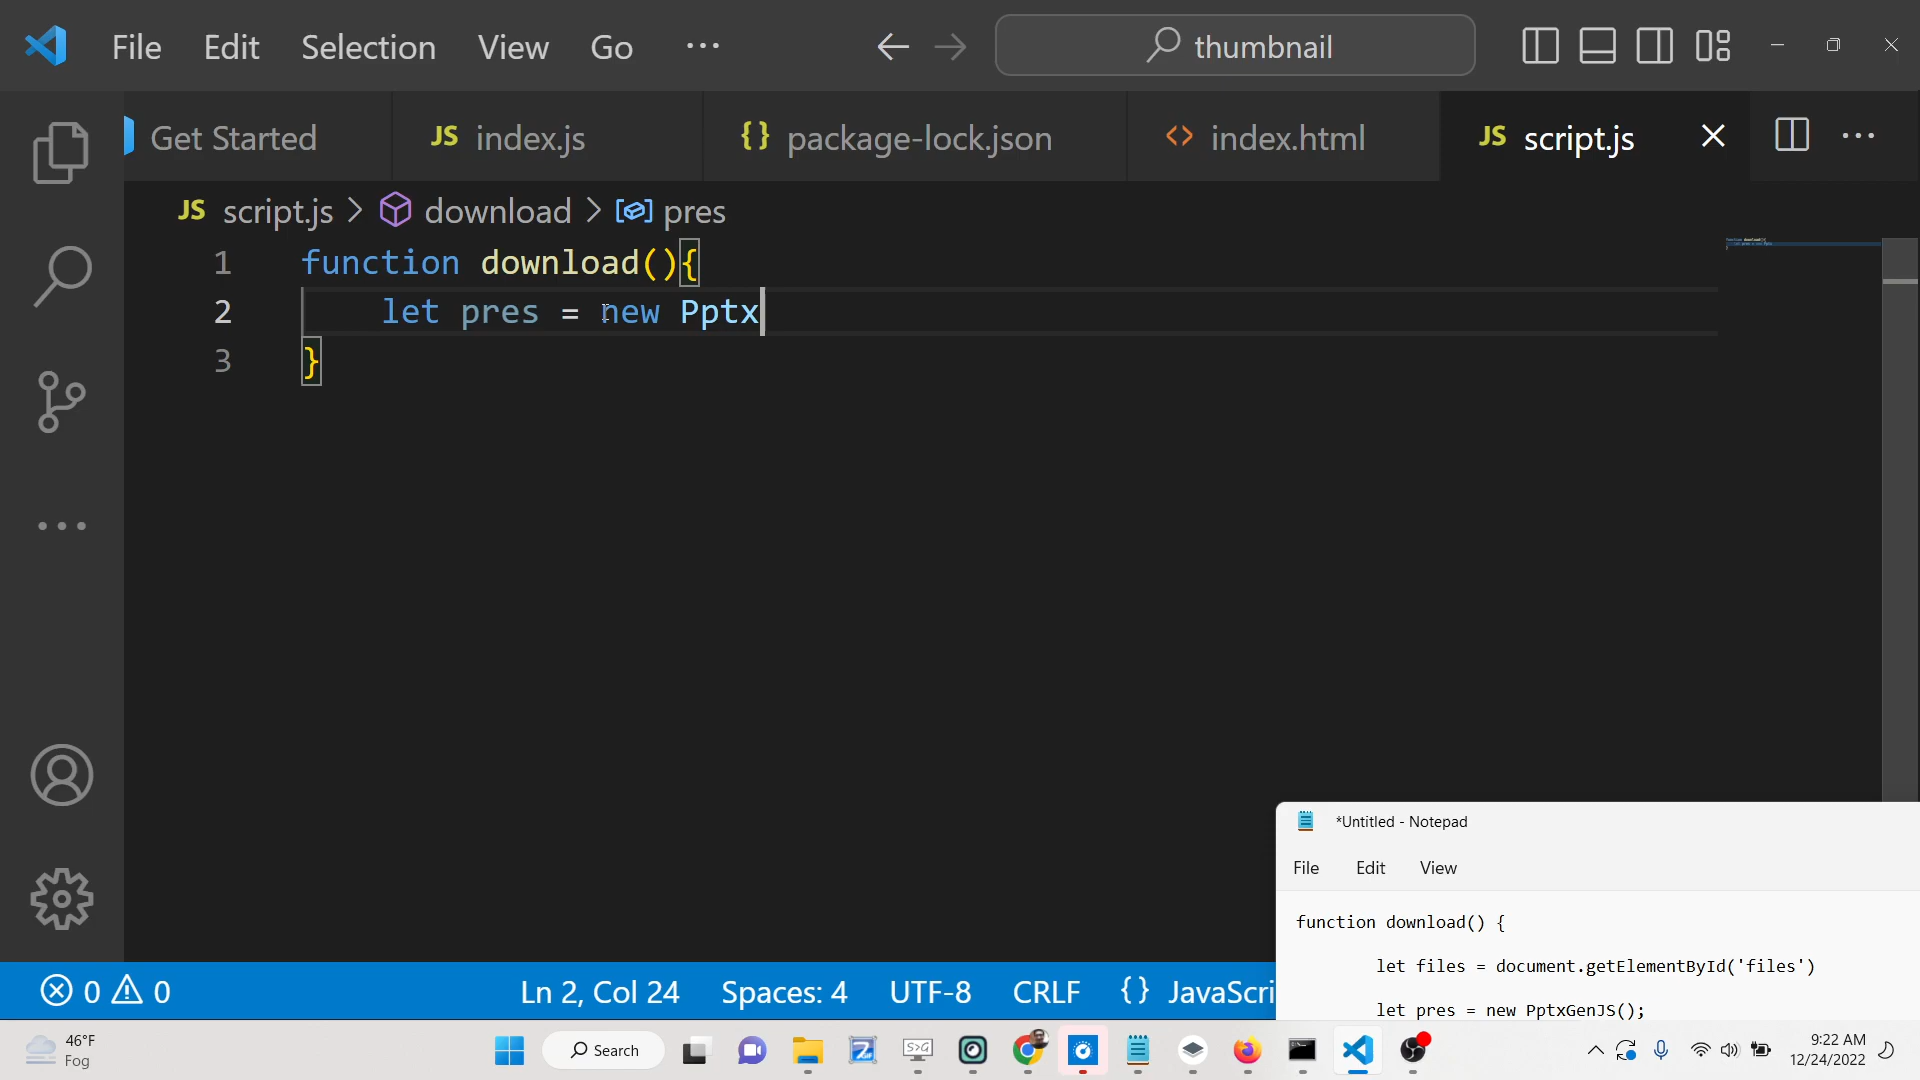 File Edit Selection View Go ··· thumbnail
Get Started JS index.js {} package-lock.json <> index.html JS script.js
JS script.js > download > pres
1 function download(){
2 let pres = new Pptx
3 }
*Untitled - Notepad
File Edit View
function download() {
let files = document.getElementById('files')
let pres = new PptxGenJS();
0 0 Ln 2, Col 24 Spaces: 4 UTF-8 CRLF {} JavaScri
46°F
Fog
Search
S>G
9:22 AM
12/24/2022